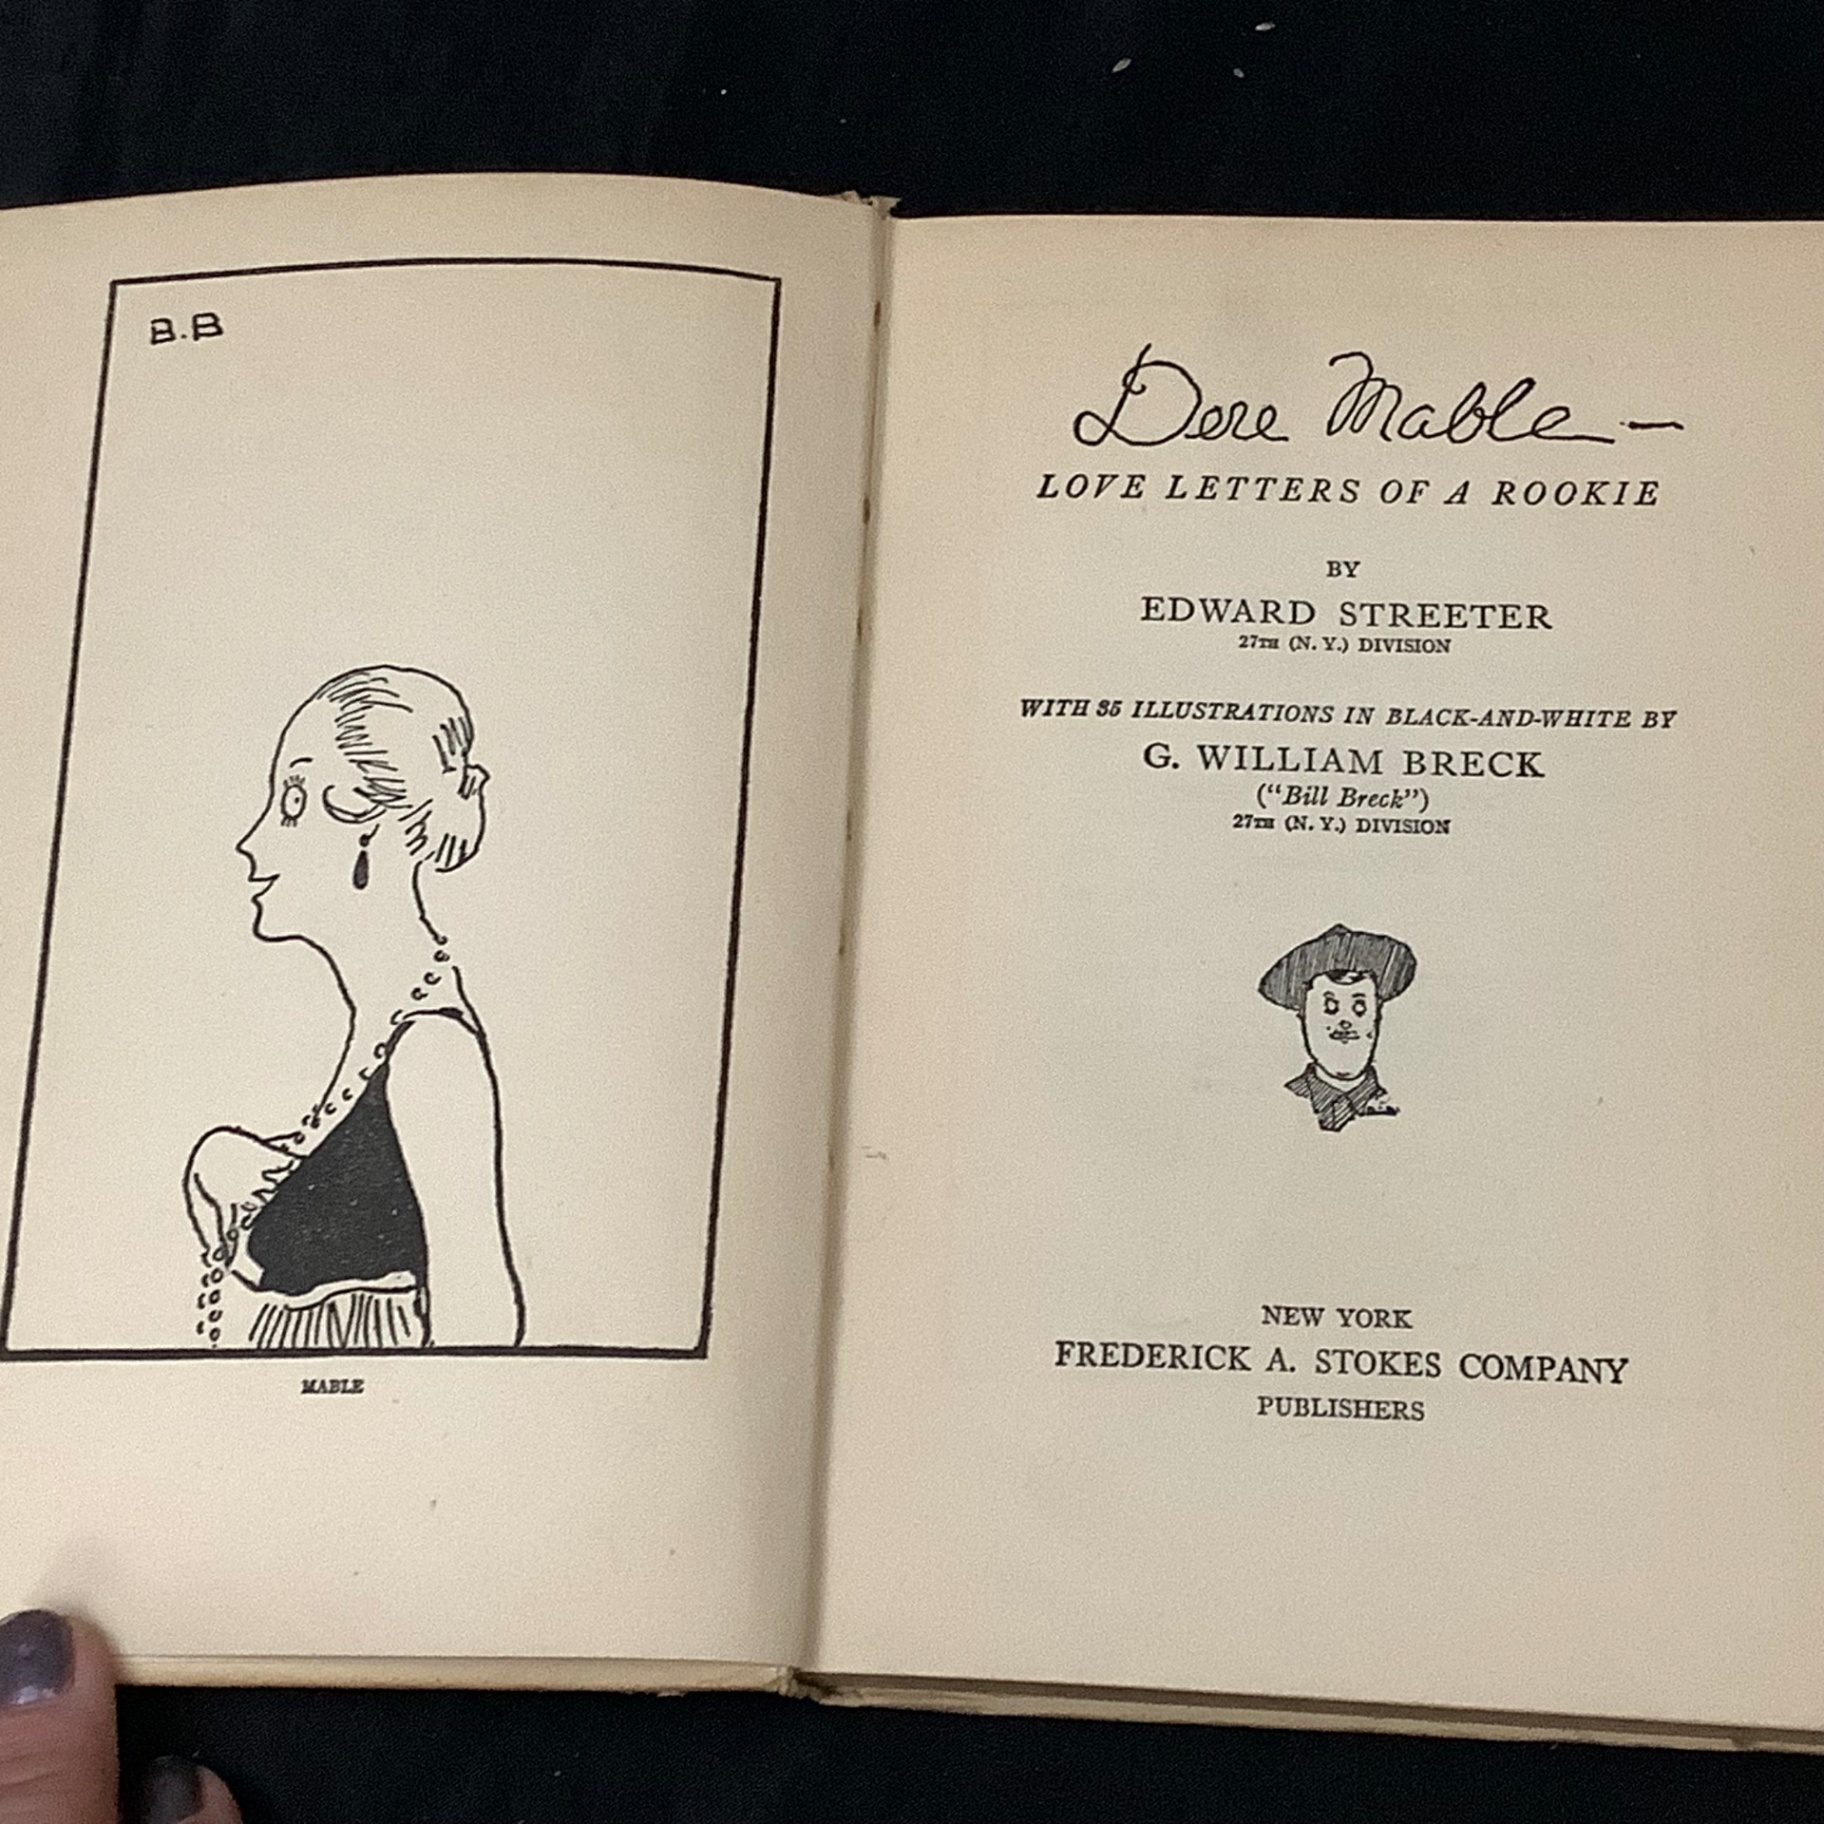 B.B
MABLE
Dere Mable—
LOVE LETTERS OF A ROOKIE
BY
EDWARD STREETER
27TH (N. Y.) DIVISION
WITH 35 ILLUSTRATIONS IN BLACK-AND-WHITE BY
G. WILLIAM BRECK
("Bill Breck")
27TH (N. Y.) DIVISION
NEW YORK
FREDERICK A. STOKES COMPANY
PUBLISHERS